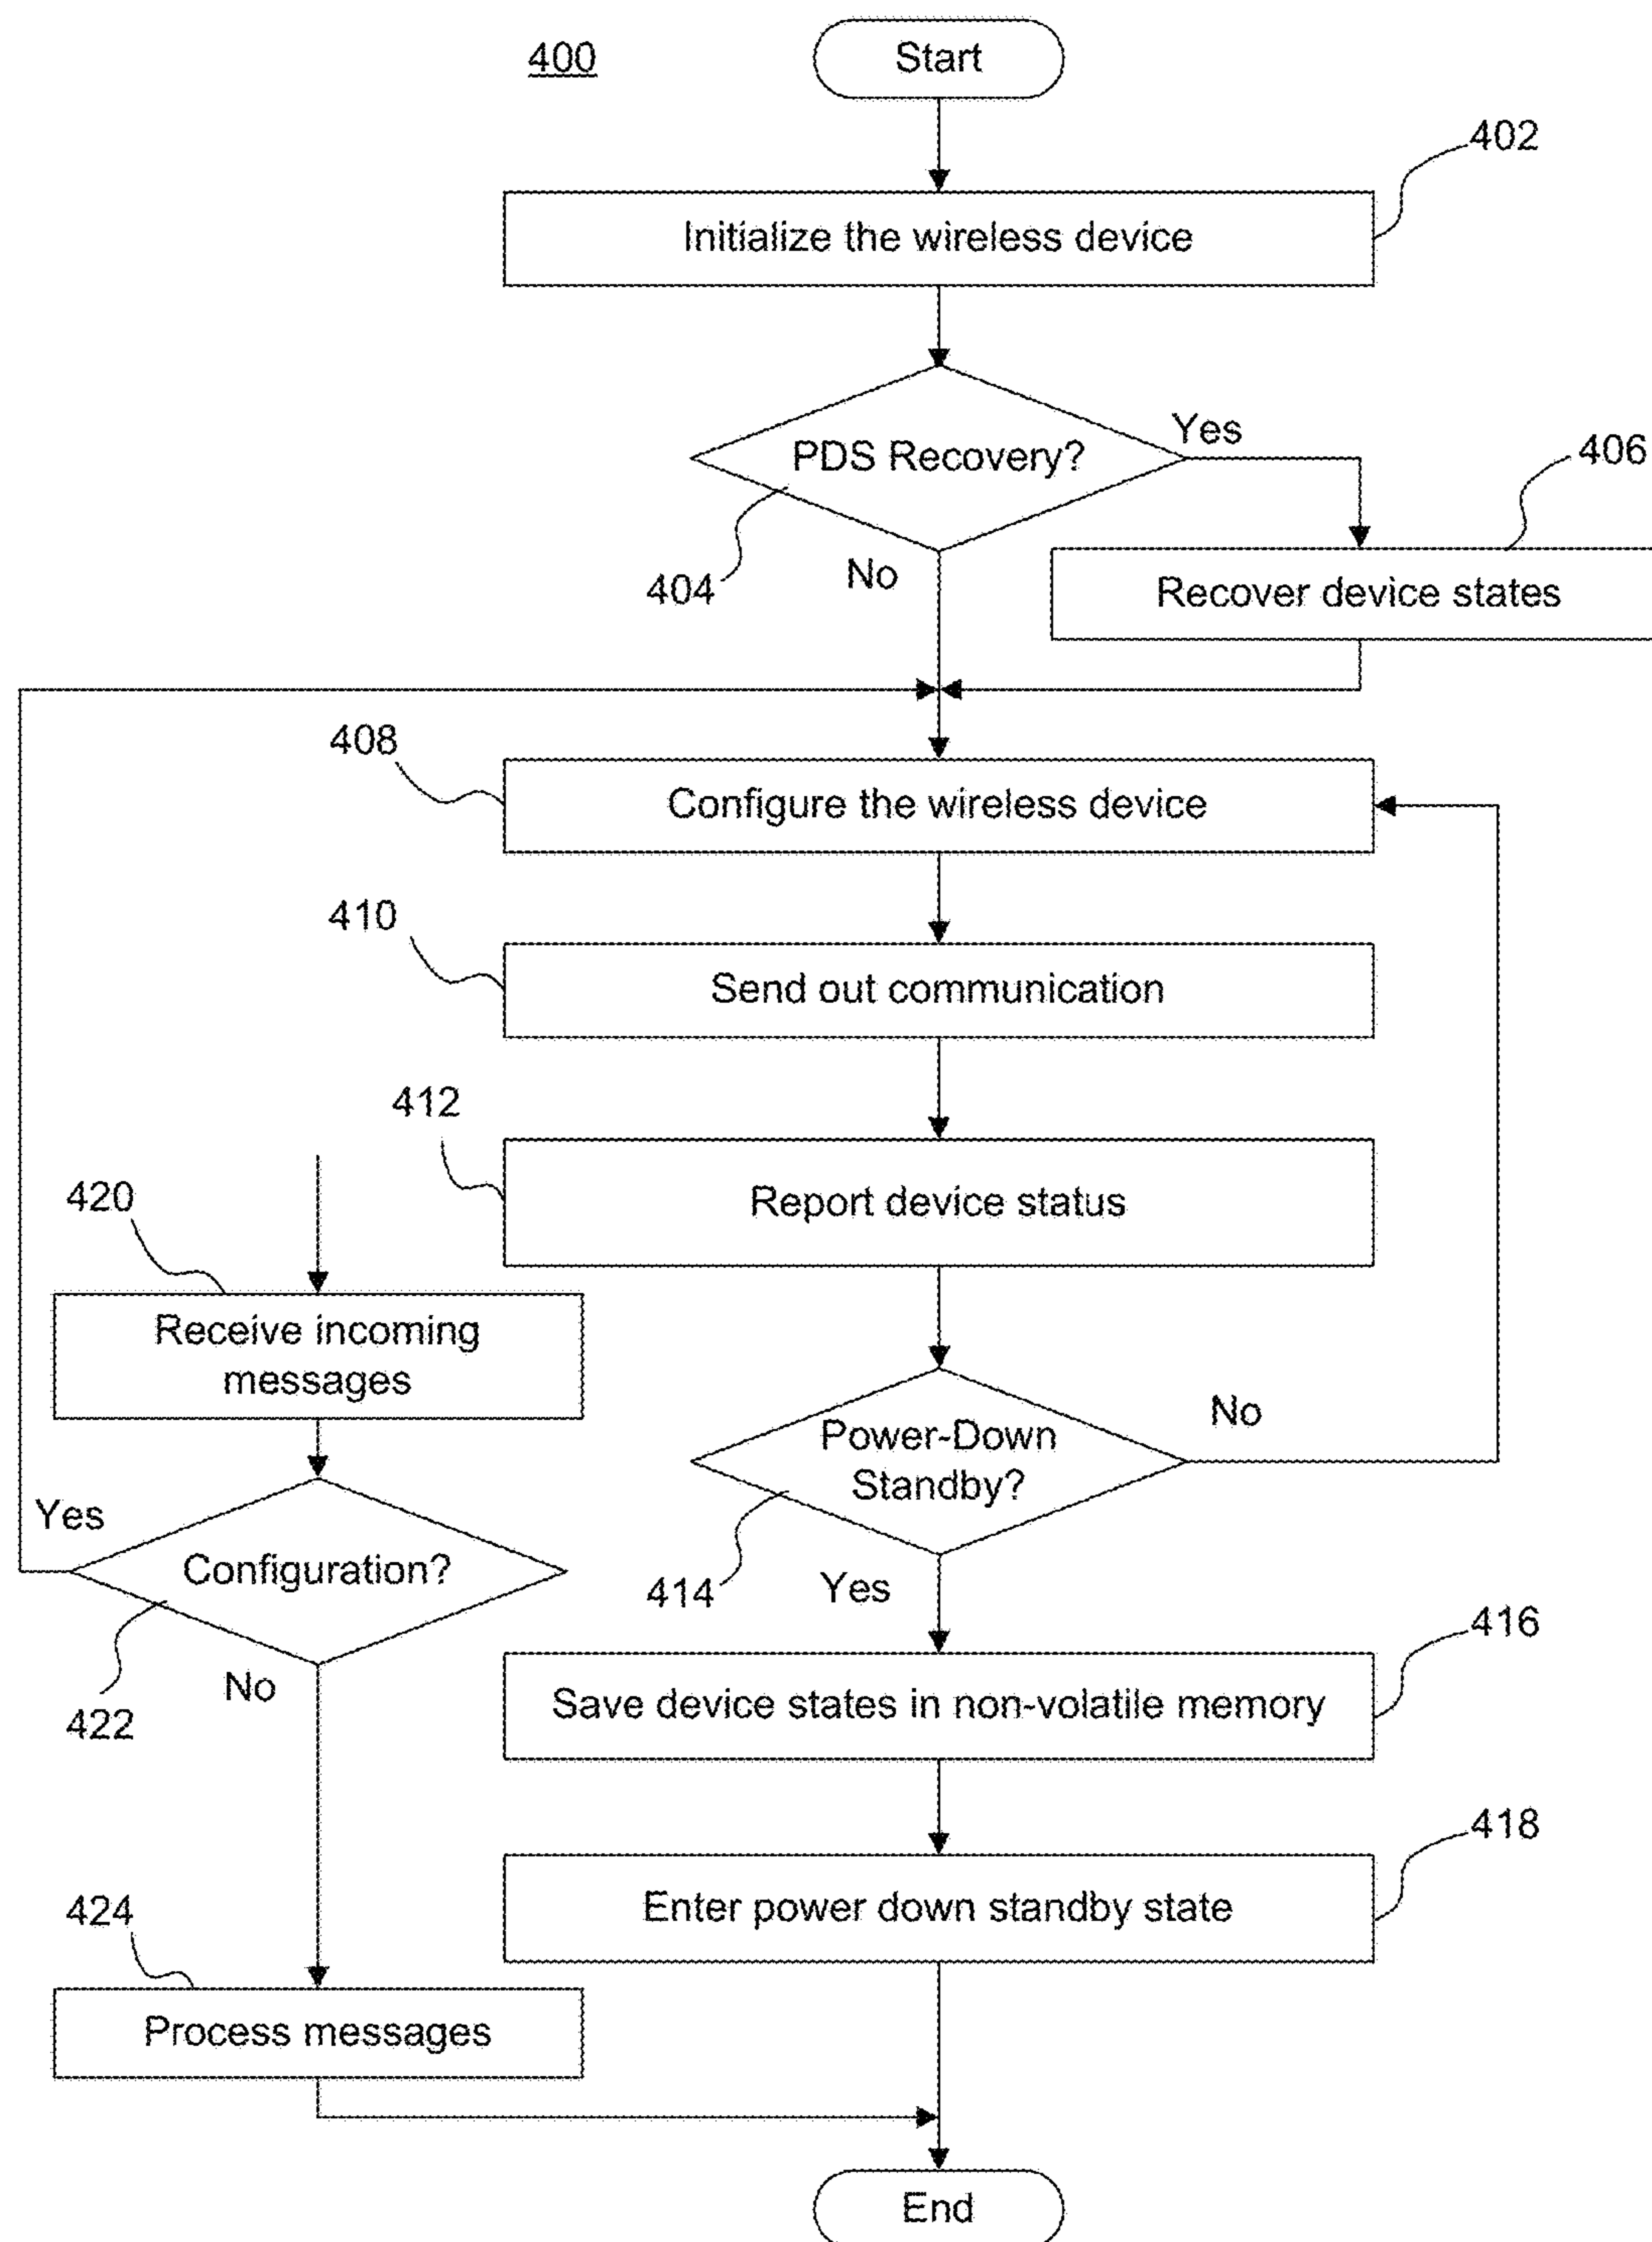 400
Start
402
Initialize the wireless device
PDS Recovery?
Yes
406
404
No
Recover device states
408
Configure the wireless device
410
Send out communication
412
Report device status
420
Receive incoming
messages
Power-Down
Standby?
No
Yes
Configuration?
414
Yes
422
No
416
Save device states in non-volatile memory
418
Enter power down standby state
424
Process messages
End